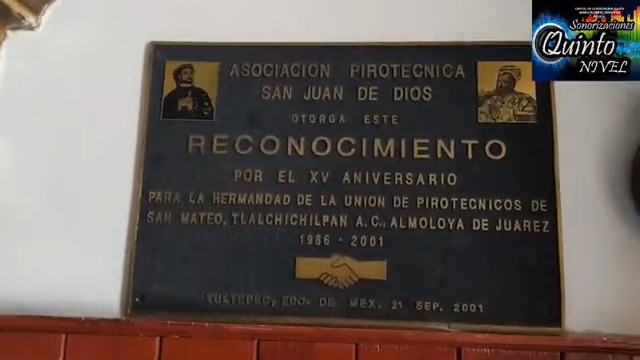 Sonorizaciones
Quinto
NIVEL
ASOCIACIÓN PIROTECNICA
SAN JUAN DE DIOS
OTORGA ESTE
RECONOCIMIENTO
POR EL XV ANIVERSARIO
PARA LA HERMANDAD DE LA UNION DE PIROTECNICOS DE
SAN MATEO, TLALCHICHILPAN A.C., ALMOLOYA DE JUAREZ
1986 - 2001
TULTEPEC, EDO. DE MEX. 21 SEP. 2001